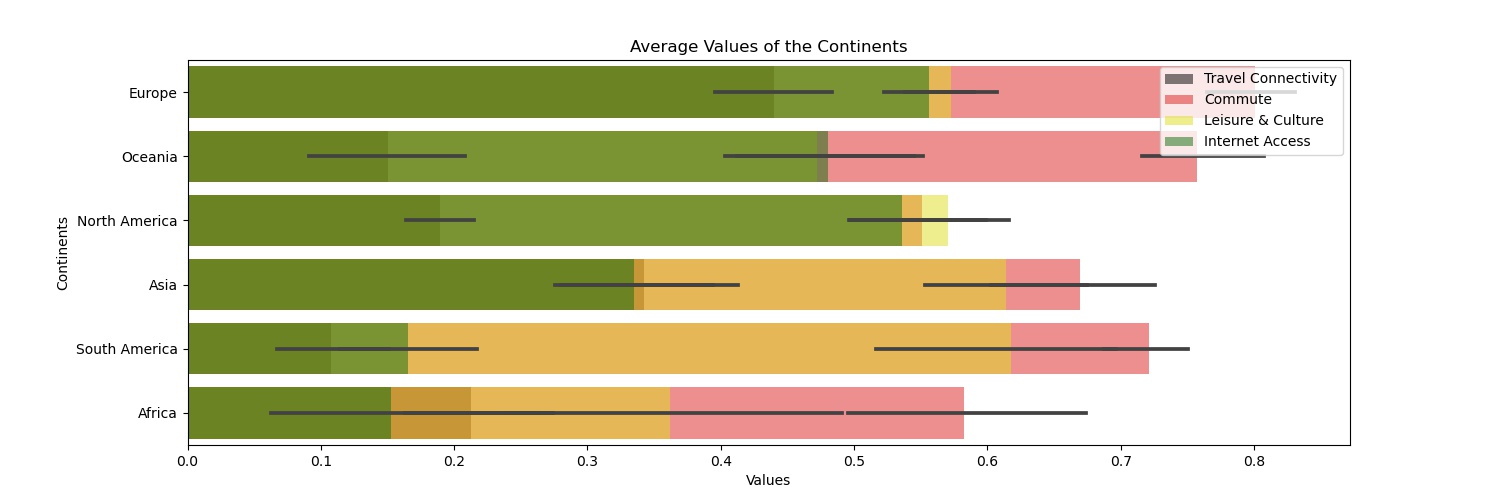 Average Values of the Continents
Travel Connectivity
Commute
Leisure & Culture
Internet Access
Europe
Oceania
North America
Asia
South America
Africa
Continents
0.0 0.1 0.2 0.3 0.4 0.5 0.6 0.7 0.8
Values